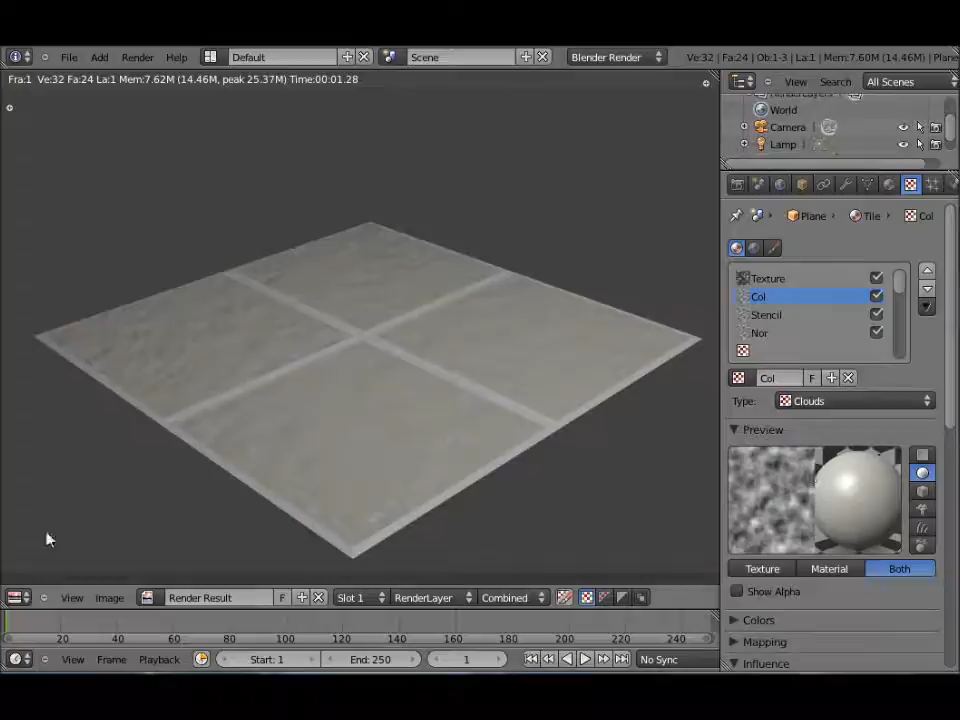 File Add Render Help Default Scene Blender Render Ve:32 | Fa:24 | Ob:1-3 | La:1 | Mem:7.60M (14.46M) | Plane
Fra:1 Ve:32 Fa:24 La:1 Mem:7.62M (14.46M, peak 25.37M) Time:00:01.28
View Search All Scenes
World
Camera
Lamp
Plane Tile Col
Texture
Col
Stencil
Nor
Col F
Type: Clouds
Preview
Texture Material Both
Show Alpha
Colors
Mapping
Influence
View Image Render Result F Slot 1 RenderLayer Combined
20 40 60 80 100 120 140 160 180 200 220 240
View Frame Playback Start: 1 End: 250 1 No Sync